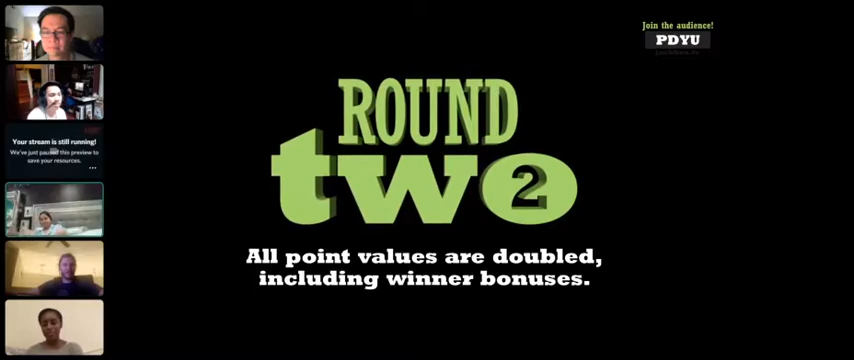 Join the audience!
PDYU
ROUND
two 2
All point values are doubled,
including winner bonuses.
Your stream is still running!
We've just paused this preview to
save your resources.